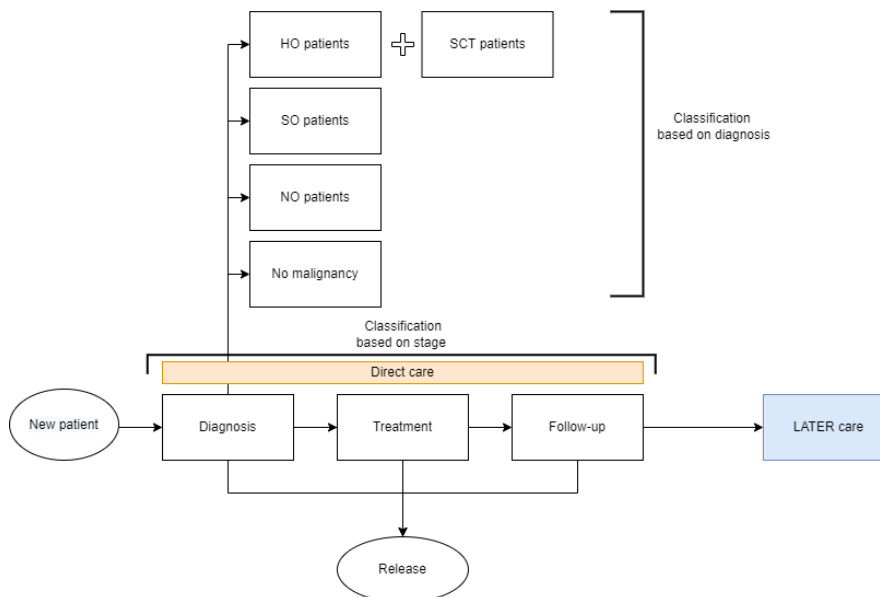 HO patients
SCT patients
SO patients
Classification
based on diagnosis
NO patients
No malignancy
Classification
based on stage
Direct care
New patient
Diagnosis
Treatment
Follow-up
LATER care
Release